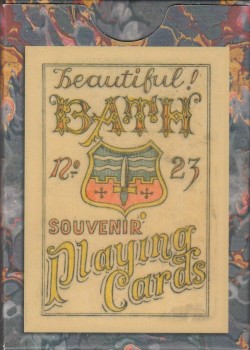 beautiful!
BATH
No. 23
SOUVENIR
Playing
Cards